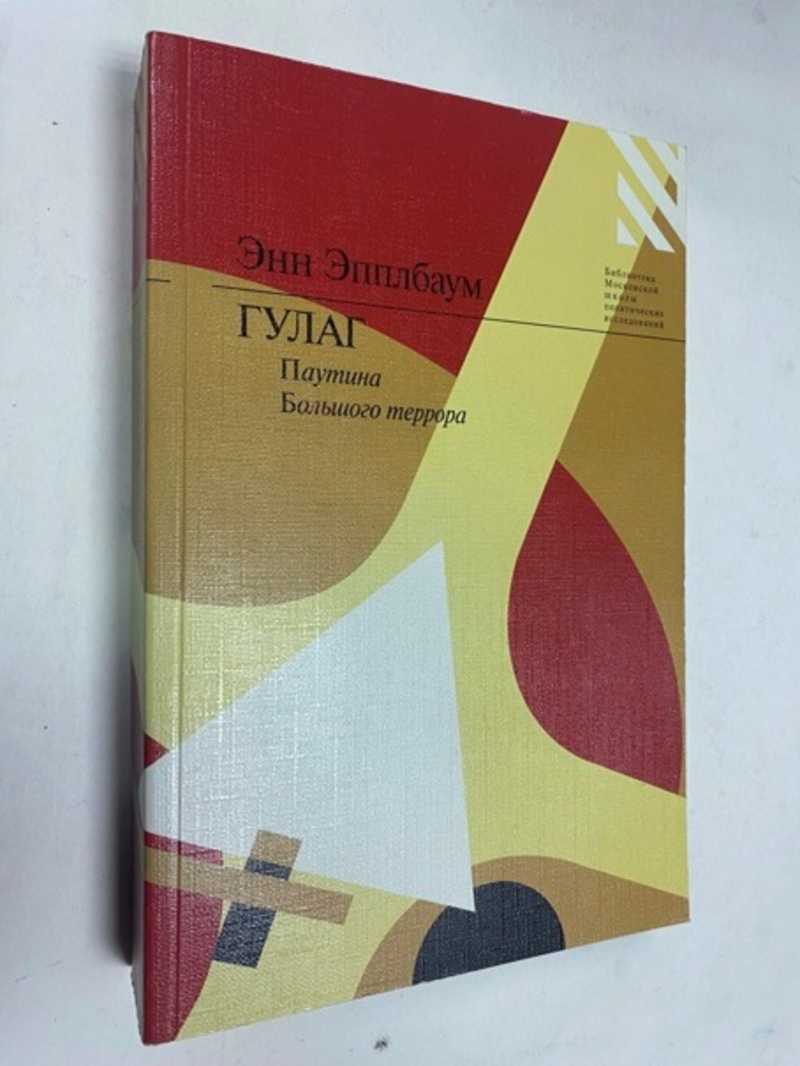 Энн Эпплбаум
ГУЛАГ
Паутина
Большого террора
Библиотека
Московской
школы
политических
исследований